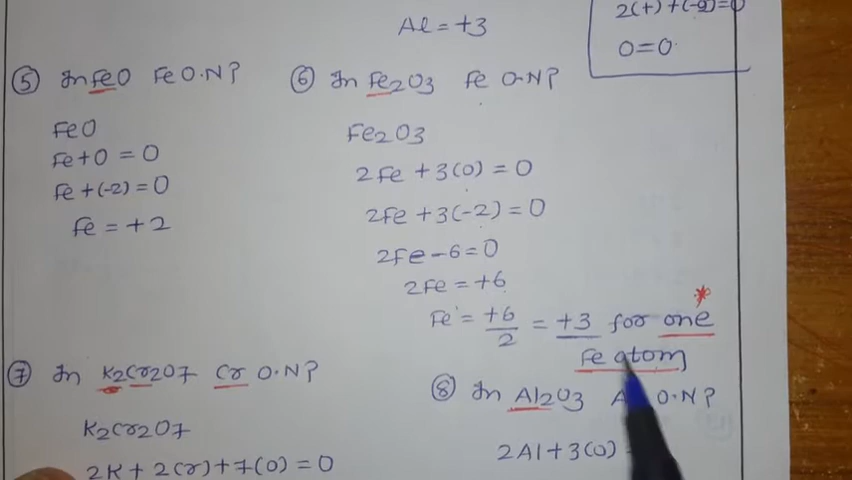 Al = +3
2(+) + (-2) = 0
0 = 0
⑤ In FeO Fe O.N?
FeO
Fe + O = 0
Fe + (-2) = 0
Fe = +2
⑥ In Fe2O3 Fe O.N?
Fe2O3
2Fe + 3(O) = 0
2Fe + 3(-2) = 0
2Fe - 6 = 0
2Fe = +6
Fe = +6/2 = +3 for one *
Fe atom
⑦ In K2Cr2O7 Cr O.N?
K2Cr2O7
2K + 2(r) + 7(O) = 0
⑧ In Al2O3 O.N?
2Al + 3(O)